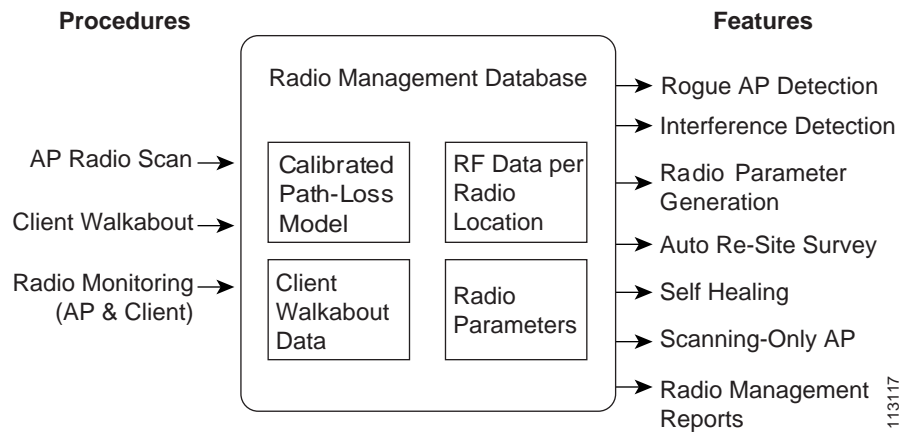 Procedures
Features
Radio Management Database
AP Radio Scan
Client Walkabout
Radio Monitoring
(AP & Client)
Calibrated
Path-Loss
Model
RF Data per
Radio
Location
Client
Walkabout
Data
Radio
Parameters
Rogue AP Detection
Interference Detection
Radio Parameter
Generation
Auto Re-Site Survey
Self Healing
Scanning-Only AP
Radio Management
Reports
113117